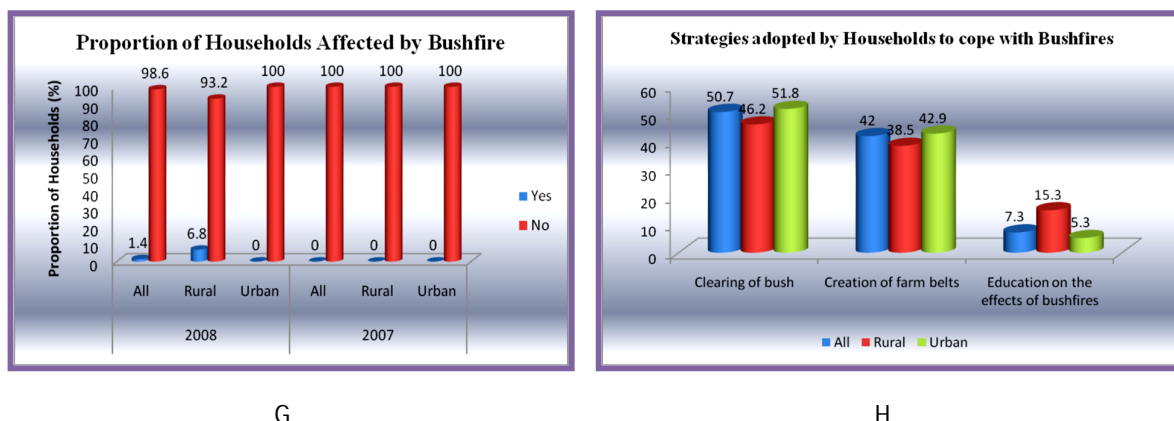 Proportion of Households Affected by Bushfire
Proportion of Households (%)
100
90
80
70
60
50
40
30
20
10
0
98.6
93.2
100
100
100
100
1.4
6.8
0
0
0
0
All
Rural
Urban
All
Rural
Urban
2008
2007
Yes
No
G
Strategies adopted by Households to cope with Bushfires
60
50
40
30
20
10
0
50.7
46.2
51.8
42
38.5
42.9
7.3
15.3
5.3
Clearing of bush
Creation of farm belts
Education on the
effects of bushfires
All
Rural
Urban
H